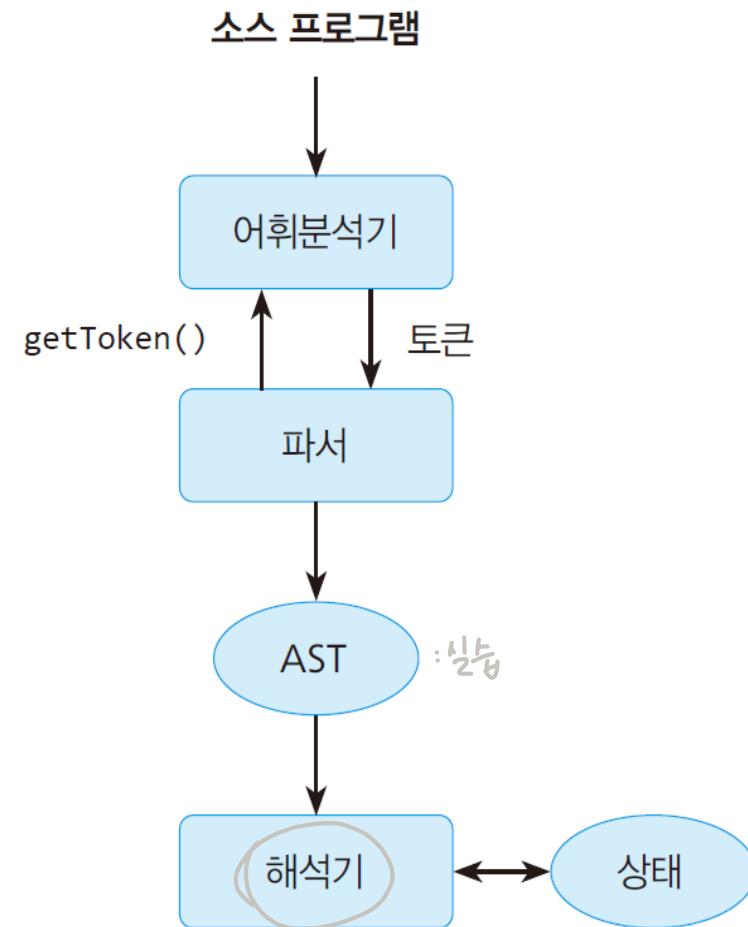 소스 프로그램
어휘분석기
getToken()
토큰
파서
AST
:실습
해석기
상태